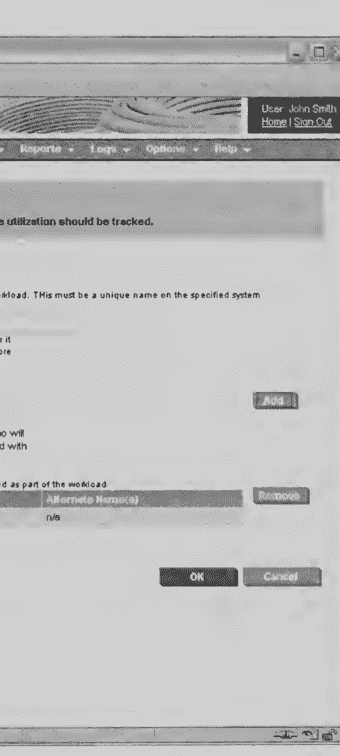 User John Smith
Home | Sign Out
Reports Logs Options Help
e utilization should be tracked.
rkload. THis must be a unique name on the specified system
r it
ore
Add
ho will
d with
d as part of the workload
Alternate Name(s)
Remove
n/a
OK Cancel